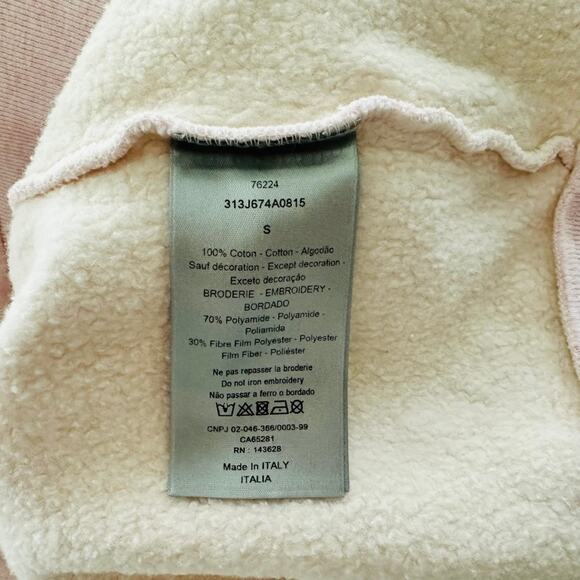 76224
313J674A0815
S
100% Coton - Cotton - Algodão
Sauf décoration - Except decoration -
Exceto decoração
BRODERIE - EMBROIDERY -
BORDADO
70% Polyamide - Polyamide -
Poliamida
30% Fibre Film Polyester - Polyester
Film Fiber - Poliéster
Ne pas repasser la broderie
Do not iron embroidery
Não passar a ferro o bordado
CNPJ 02-046-366/0003-99
CA65281
RN : 143628
Made In ITALY
ITALIA